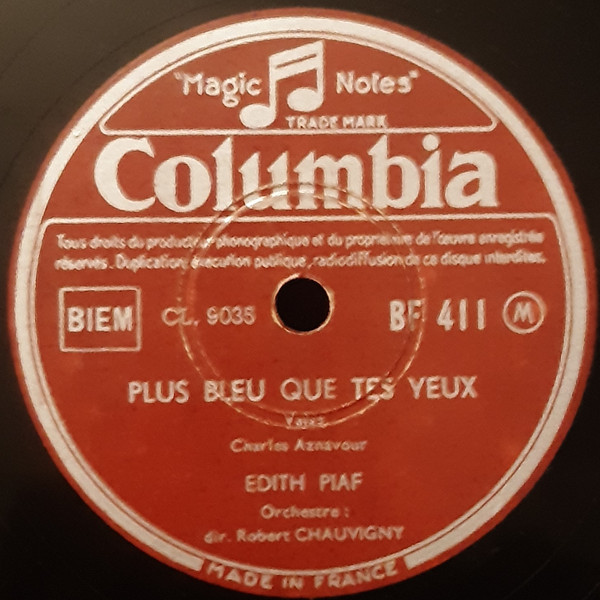 "Magic Notes"
TRADE MARK
Columbia
Tous droits du producteur phonographique et du propriétaire de l'œuvre enregistrée
réservés. Duplication, exécution publique, radiodiffusion de ce disque interdites.
BIEM CL. 9035 BF 411 M
PLUS BLEU QUE TES YEUX
Valse
Charles Aznavour
EDITH PIAF
Orchestre :
dir. Robert CHAUVIGNY
MADE IN FRANCE